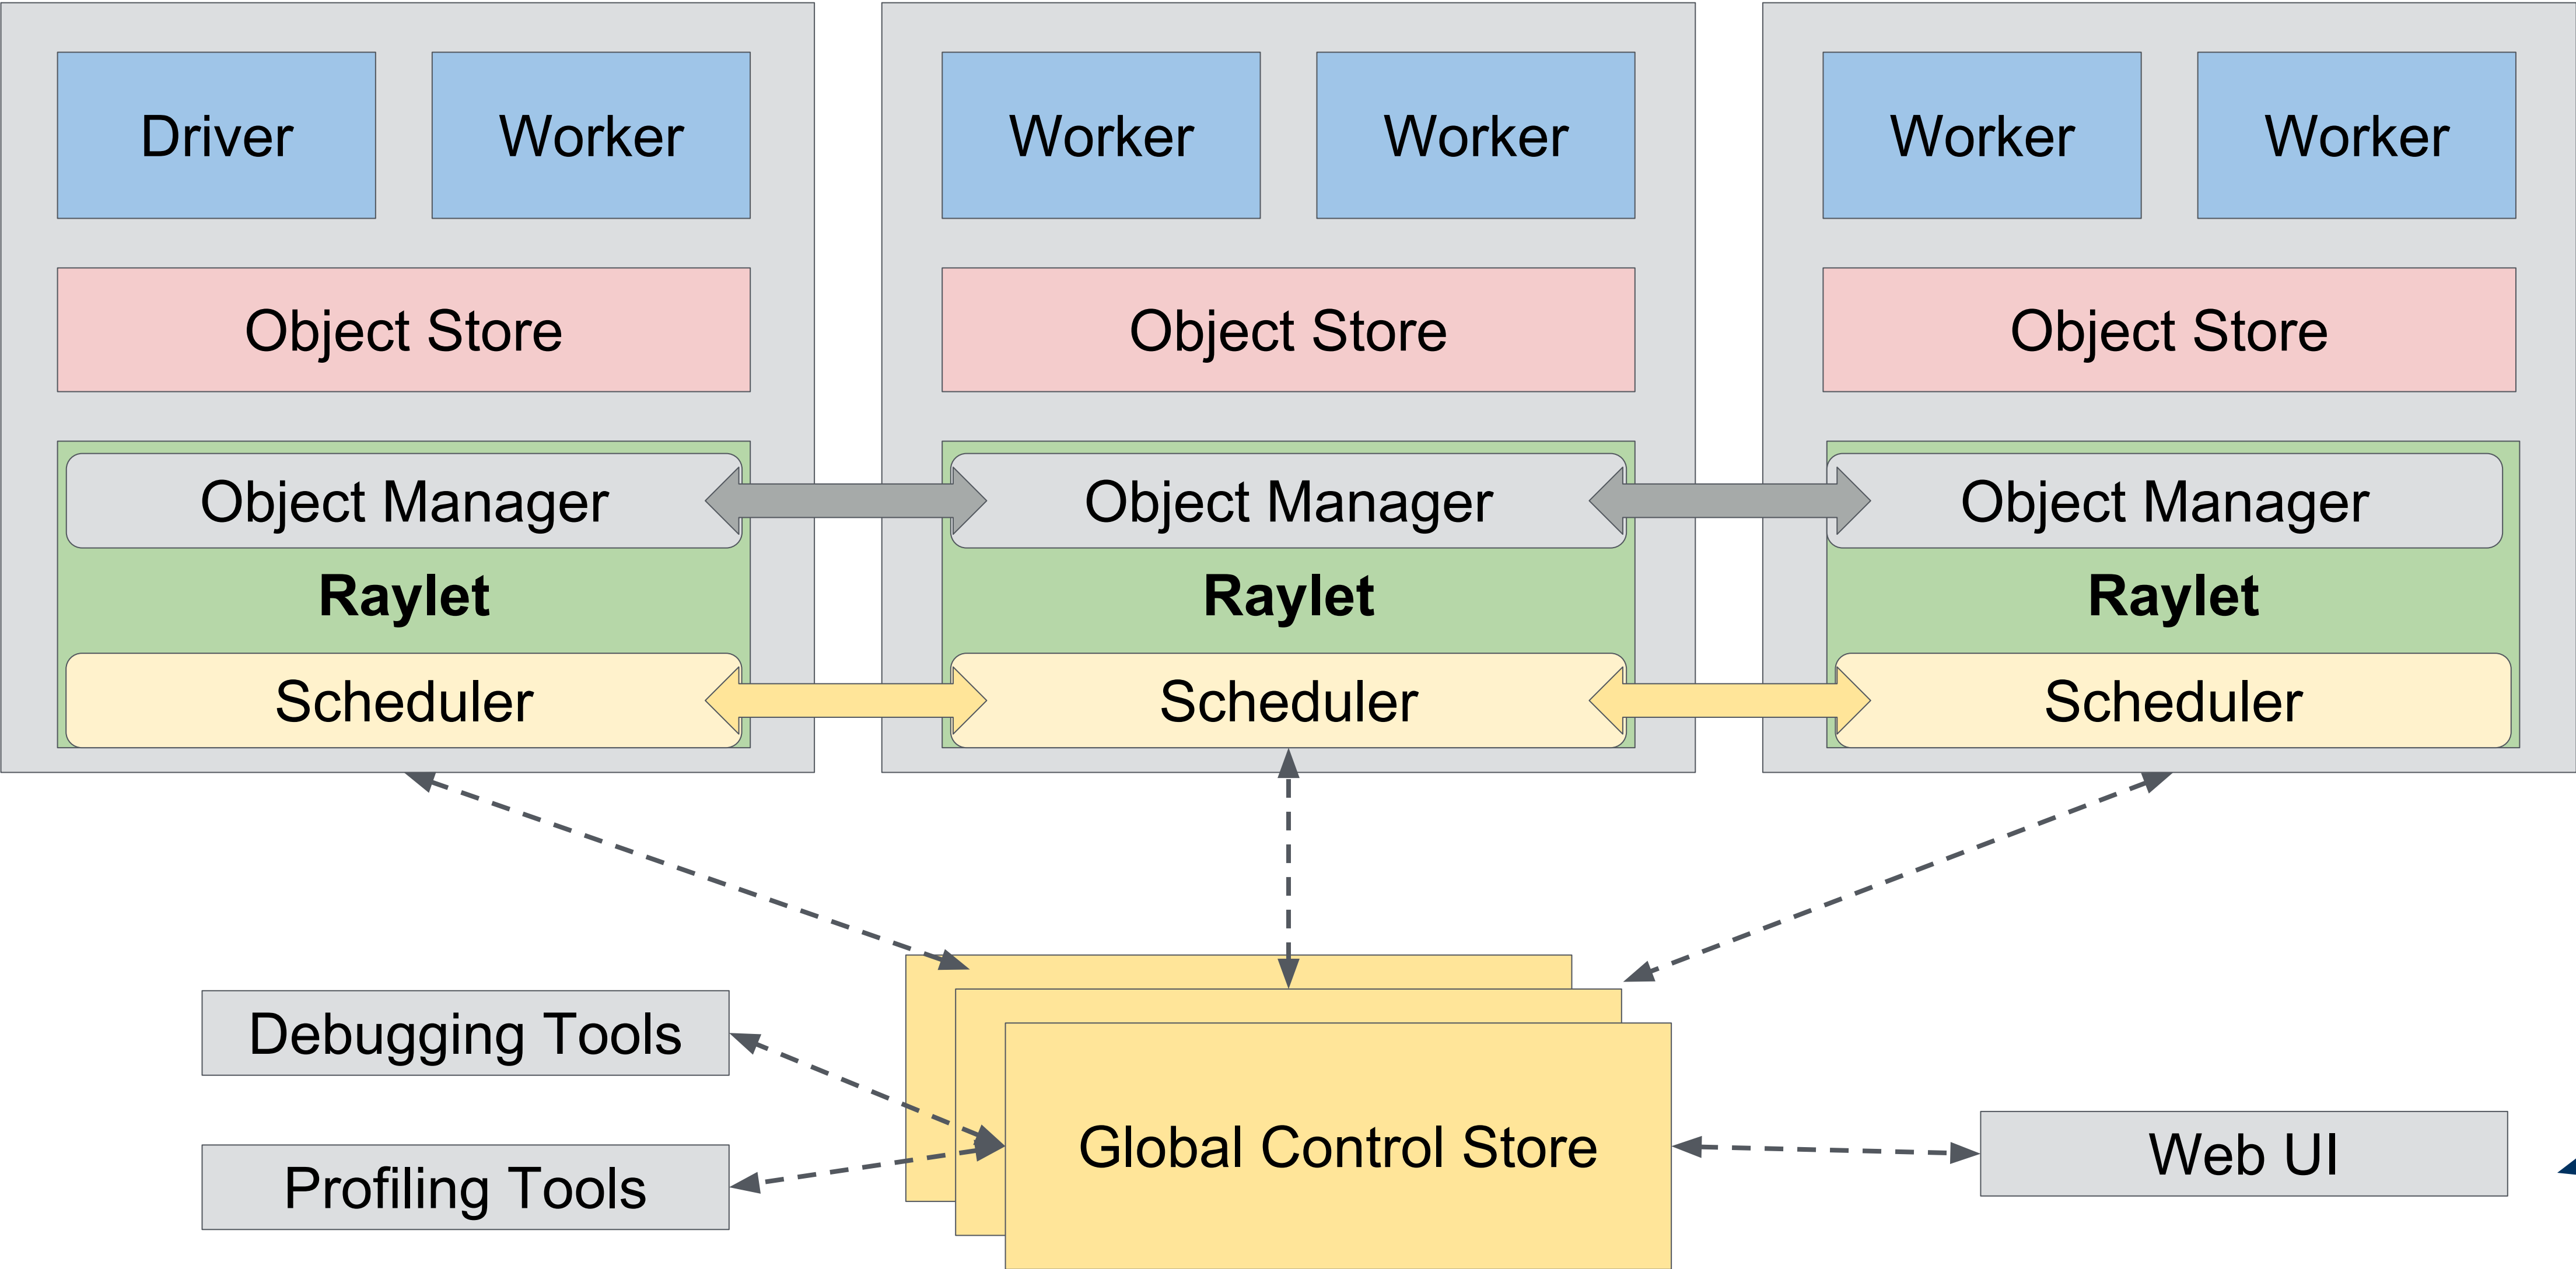 Driver
Worker
Worker
Worker
Worker
Worker
Object Store
Object Store
Object Store
Object Manager
Object Manager
Object Manager
Raylet
Raylet
Raylet
Scheduler
Scheduler
Scheduler
Debugging Tools
Profiling Tools
Global Control Store
Web UI